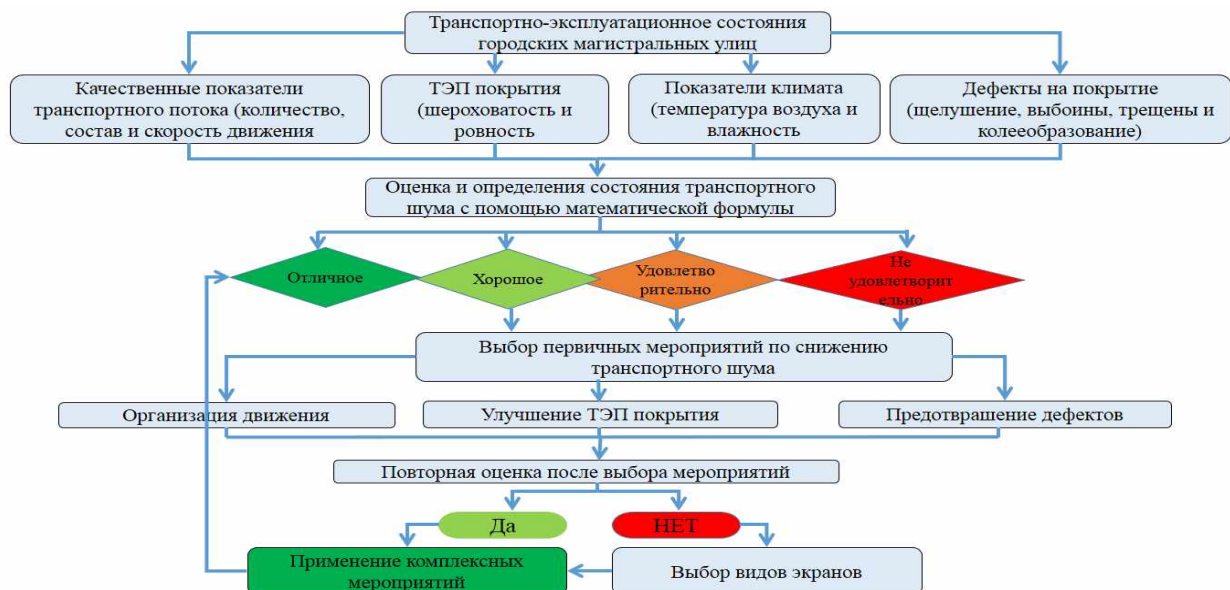 Транспортно-эксплуатационное состояния
городских магистральных улиц
Качественные показатели
транспортного потока (количество,
состав и скорость движения
ТЭП покрытия
(шероховатость и
ровность
Показатели климата
(температура воздуха и
влажность
Дефекты на покрытие
(щелушение, выбоины, трещены и
колееобразование)
Оценка и определения состояния транспортного
шума с помощью математической формулы
Отличное
Хорошое
Удовлетво
рительно
Не
удовлетворит
ельно
Выбор первичных мероприятий по снижению
транспортного шума
Организация движения
Улучшение ТЭП покрытия
Предотврашение дефектов
Повторная оценка после выбора мероприятий
Да
НЕТ
Применение комплексных
мероприятий
Выбор видов экранов